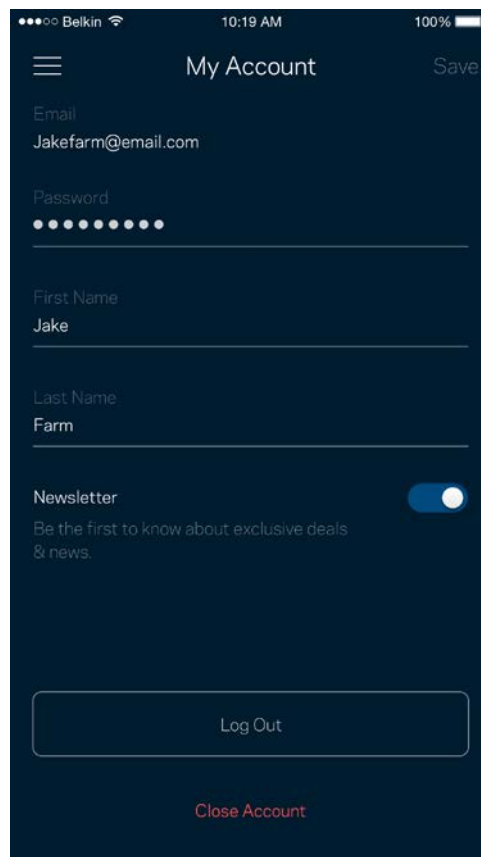 Belkin 10:19 AM 100%
My Account Save
Email
Jakefarm@email.com
Password
First Name
Jake
Last Name
Farm
Newsletter
Be the first to know about exclusive deals
& news.
Log Out
Close Account